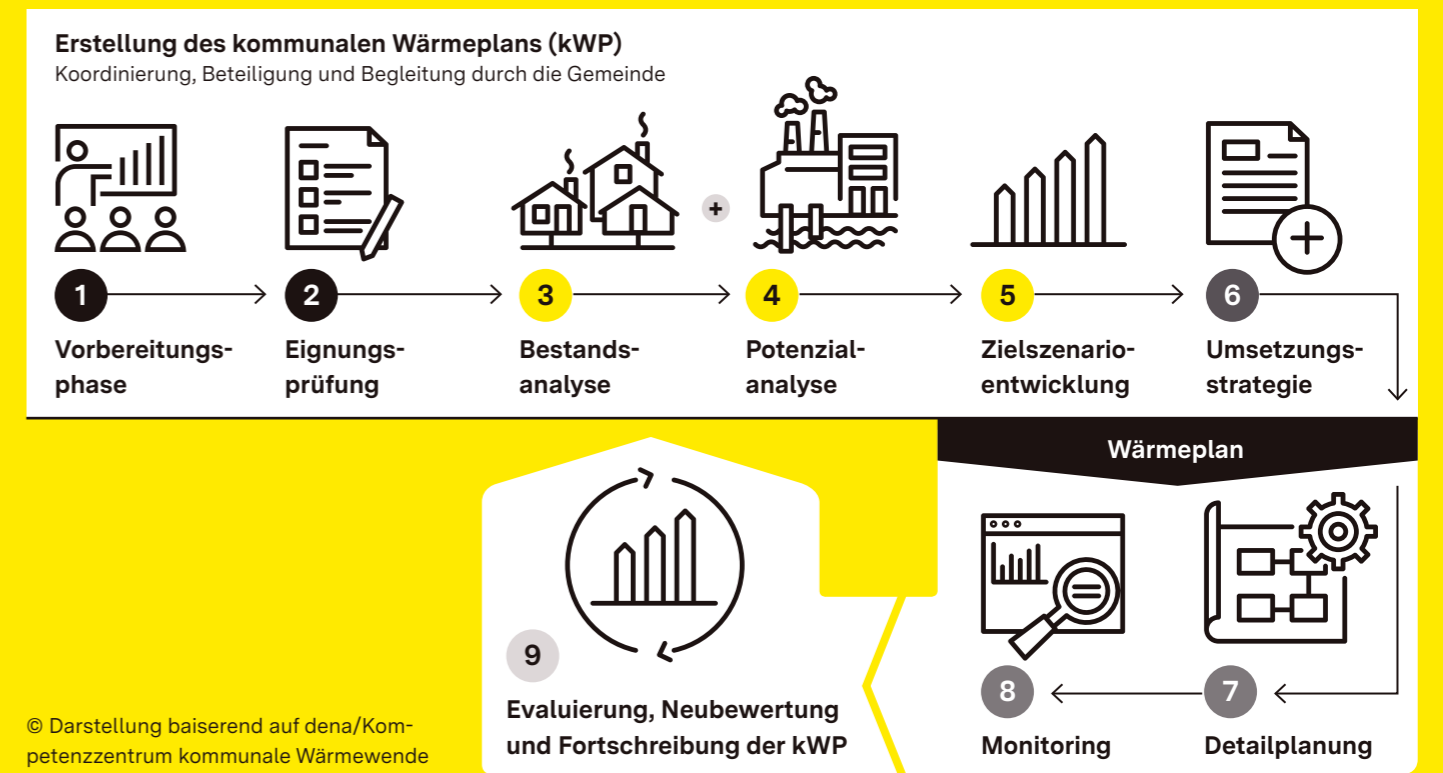 Erstellung des kommunalen Wärmeplans (kWP)
Koordinierung, Beteiligung und Begleitung durch die Gemeinde
+
1
Vorbereitungs-
phase
2
Eignungs-
prüfung
3
Bestands-
analyse
4
Potenzial-
analyse
5
Zielszenario-
entwicklung
6
Umsetzungs-
strategie
Wärmeplan
7
Detailplanung
8
Monitoring
9
Evaluierung, Neubewertung
und Fortschreibung der kWP
© Darstellung baiserend auf dena/Kom-
petenzzentrum kommunale Wärmewende